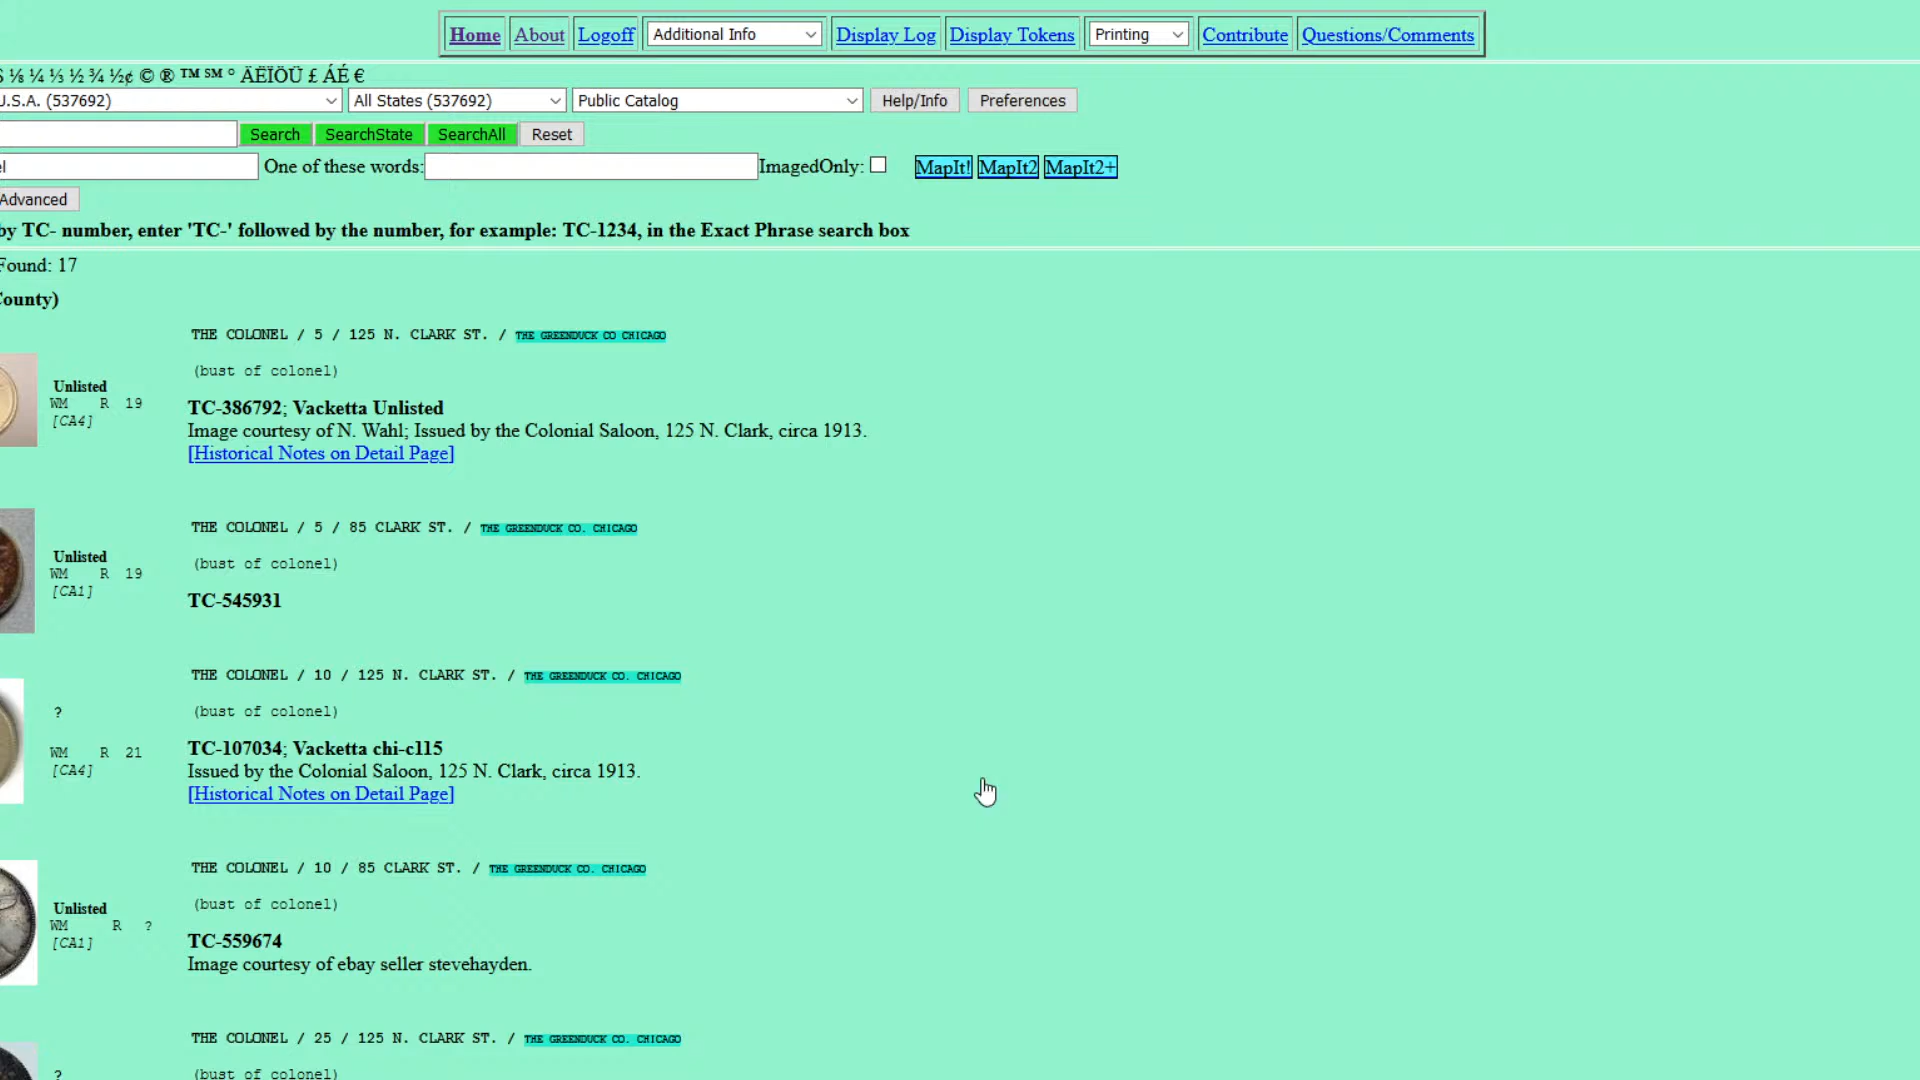 Home About Logoff Additional Info Display Log Display Tokens Printing Contribute Questions/Comments
⅛ ¼ ⅓ ½ ¾ ½¢ © ® ™ ℠ ° ÄËÏÖÜ £ ÁÉ €
U.S.A. (537692) All States (537692) Public Catalog Help/Info Preferences
Search SearchState SearchAll Reset
el One of these words: ImagedOnly: MapIt! MapIt2 MapIt2+
Advanced
by TC- number, enter 'TC-' followed by the number, for example: TC-1234, in the Exact Phrase search box
Found: 17
County)
THE COLONEL / 5 / 125 N. CLARK ST. / THE GREENDUCK CO CHICAGO
(bust of colonel)
Unlisted
WM R 19
[CA4]
TC-386792; Vacketta Unlisted
Image courtesy of N. Wahl; Issued by the Colonial Saloon, 125 N. Clark, circa 1913.
[Historical Notes on Detail Page]
THE COLONEL / 5 / 85 CLARK ST. / THE GREENDUCK CO. CHICAGO
(bust of colonel)
Unlisted
WM R 19
[CA1]
TC-545931
THE COLONEL / 10 / 125 N. CLARK ST. / THE GREENDUCK CO. CHICAGO
(bust of colonel)
?
WM R 21
[CA4]
TC-107034; Vacketta chi-c115
Issued by the Colonial Saloon, 125 N. Clark, circa 1913.
[Historical Notes on Detail Page]
THE COLONEL / 10 / 85 CLARK ST. / THE GREENDUCK CO. CHICAGO
(bust of colonel)
Unlisted
WM R ?
[CA1]
TC-559674
Image courtesy of ebay seller stevehayden.
THE COLONEL / 25 / 125 N. CLARK ST. / THE GREENDUCK CO. CHICAGO
(bust of colonel)
?